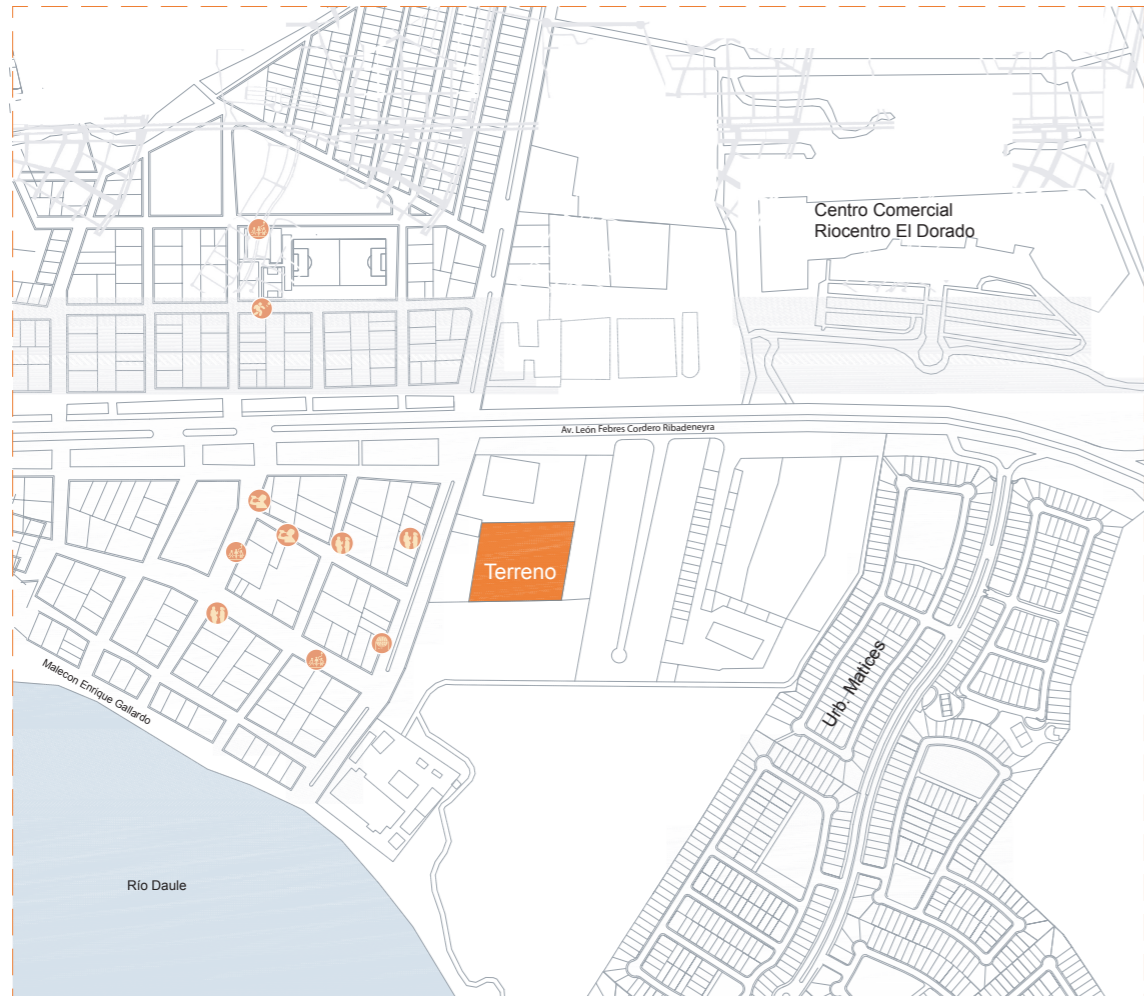 Centro Comercial
Riocentro El Dorado
Av. León Febres Cordero Ribadeneyra
Terreno
Urb. Matices
Malecon Enrique Gallardo
Río Daule